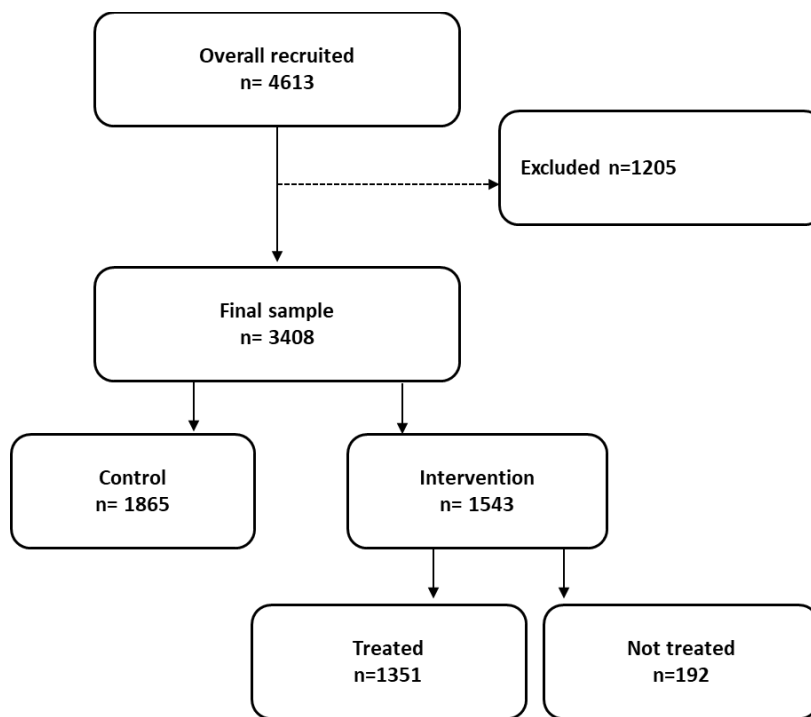 Overall recruited
n= 4613
Excluded n=1205
Final sample
n= 3408
Control
n= 1865
Intervention
n= 1543
Treated
n=1351
Not treated
n=192